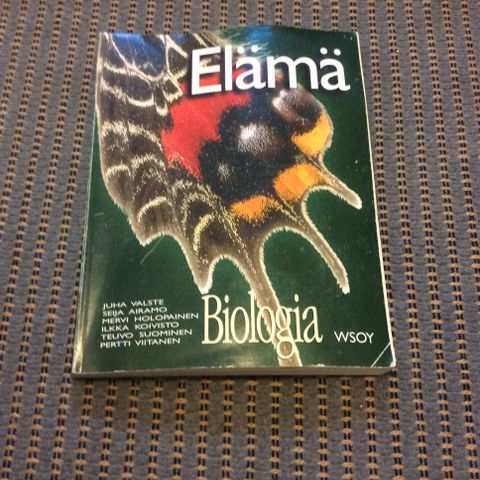 Elämä
JUHA VALSTE
SEIJA AIRAMO
MERVI HOLOPAINEN
ILKKA KOIVISTO
TEUVO SUOMINEN
PERTTI VIITANEN
Biologia
WSOY